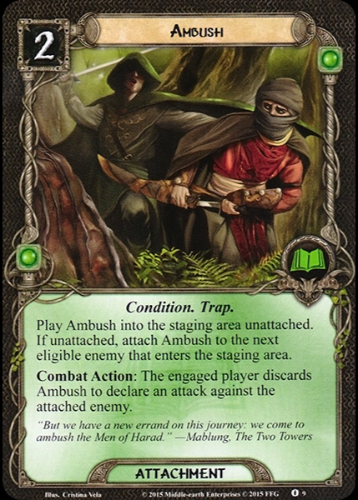 2
AMBUSH
Condition. Trap.
Play Ambush into the staging area unattached.
If unattached, attach Ambush to the next
eligible enemy that enters the staging area.
Combat Action: The engaged player discards
Ambush to declare an attack against the
attached enemy.
"But we have a new errand on this journey: we come to
ambush the Men of Harad." —Mablung, The Two Towers
ATTACHMENT
Illus. Cristina Vela © 2015 Middle-earth Enterprises © 2015 FFG 9